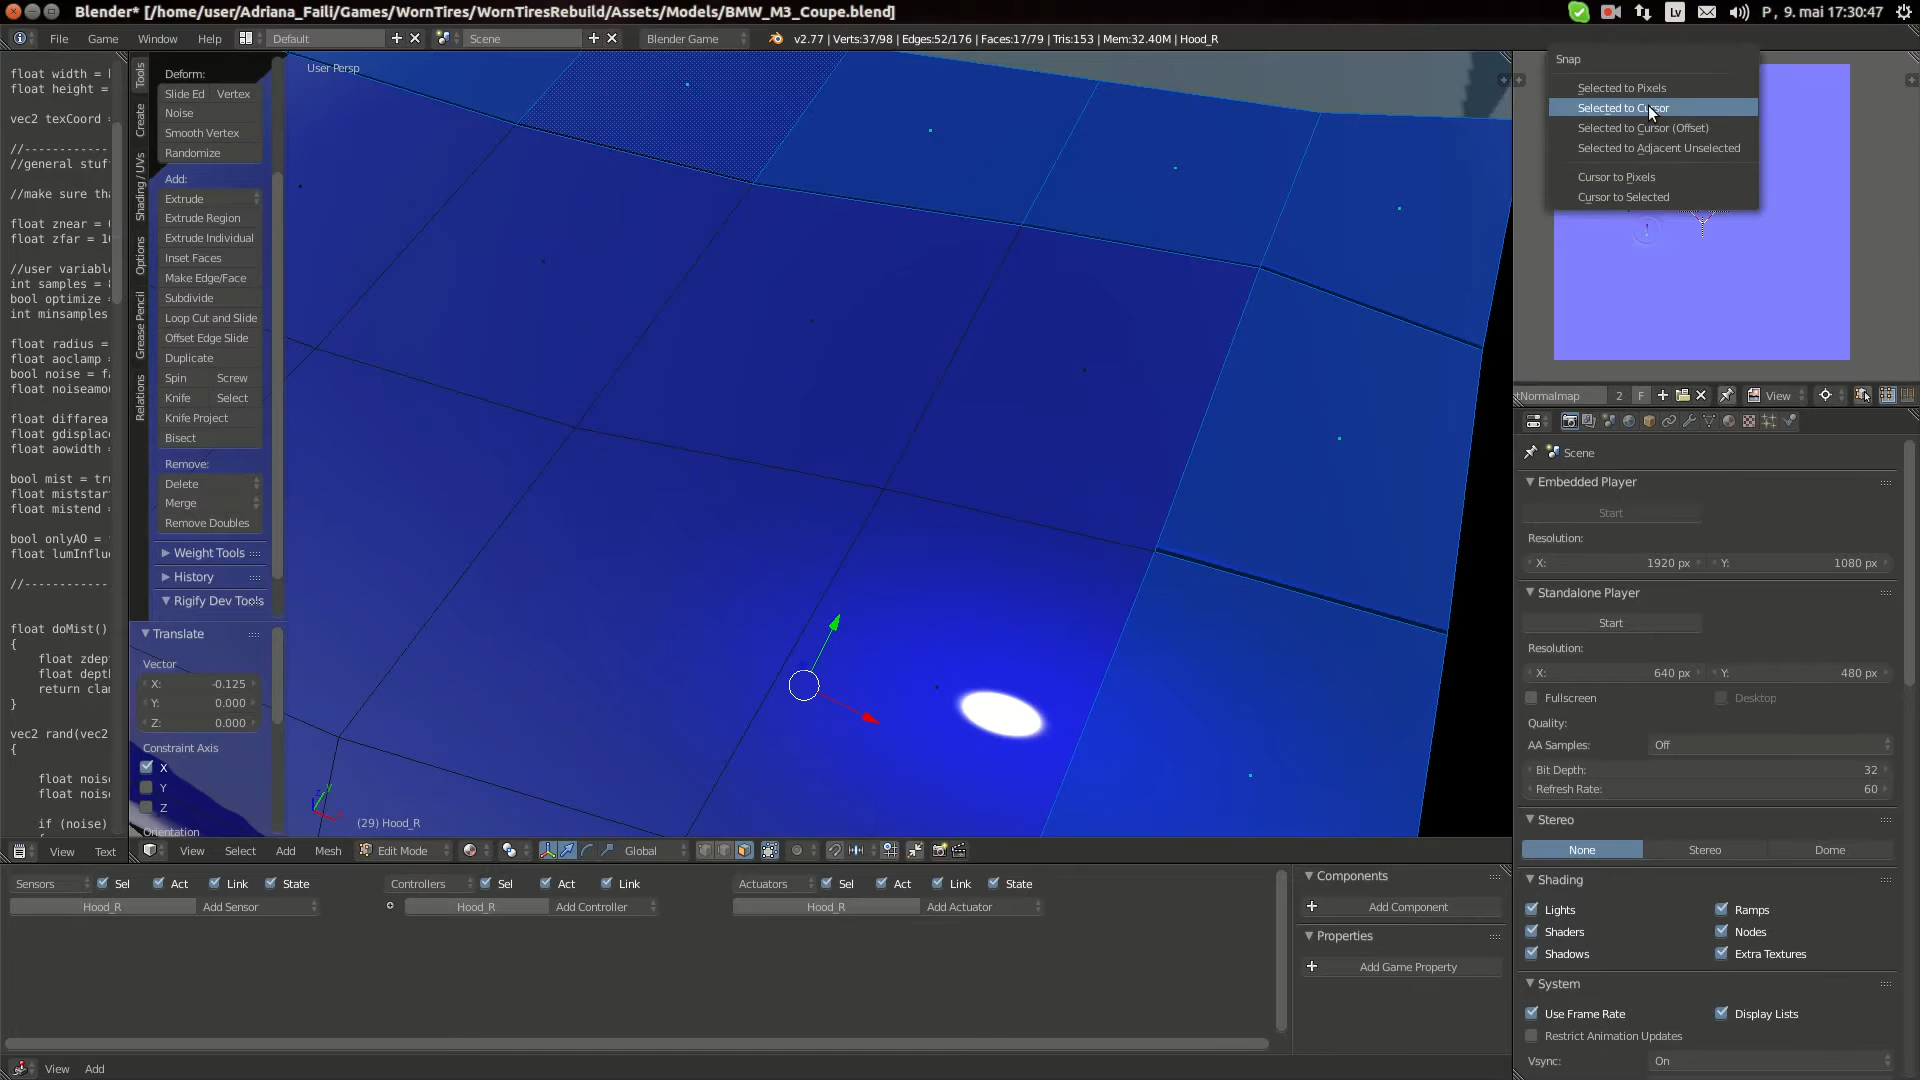 Blender* [/home/user/Adriana_Faili/Games/WornTires/WornTiresRebuild/Assets/Models/BMW_M3_Coupe.blend]
Lv
P , 9. mai 17:30:47
File Game Window Help
Default
Scene
Blender Game
v2.77 | Verts:37/98 | Edges:52/176 | Faces:17/79 | Tris:153 | Mem:32.40M | Hood_R
float width =
float height =
vec2 texCoord =
//------------
//general stuf
//make sure tha
float znear =
float zfar = 10
//user variabl
int samples =
bool optimize =
int minsamples
float radius =
float aoclamp =
bool noise = fa
float noiseamou
float diffarea
float gdisplace
float aowidth =
bool mist = tru
float miststar
float mistend =
bool onlyAO =
float lumInflu
//------------
float doMist()
{
float zdep
float depth
return clam
}
vec2 rand(vec2
{
float noise
float noise
if (noise)
{
View Text
Tools
Create
Shading / UVs
Options
Grease Pencil
Relations
Deform:
Slide Ed Vertex
Noise
Smooth Vertex
Randomize
Add:
Extrude
Extrude Region
Extrude Individual
Inset Faces
Make Edge/Face
Subdivide
Loop Cut and Slide
Offset Edge Slide
Duplicate
Spin Screw
Knife Select
Knife Project
Bisect
Remove:
Delete
Merge
Remove Doubles
Weight Tools
History
Rigify Dev Tools
Translate
Vector
X: -0.125
Y: 0.000
Z: 0.000
Constraint Axis
X
Y
Z
Orientation
User Persp
(29) Hood_R
View Select Add Mesh
Edit Mode
Global
Snap
Selected to Pixels
Selected to Cursor
Selected to Cursor (Offset)
Selected to Adjacent Unselected
Cursor to Pixels
Cursor to Selected
tNormalmap 2 F
View
Scene
Embedded Player
Start
Resolution:
X: 1920 px Y: 1080 px
Standalone Player
Start
Resolution:
X: 640 px Y: 480 px
Fullscreen Desktop
Quality:
AA Samples: Off
Bit Depth: 32
Refresh Rate: 60
Stereo
None Stereo Dome
Shading
Lights Ramps
Shaders Nodes
Shadows Extra Textures
System
Use Frame Rate Display Lists
Restrict Animation Updates
Vsync: On
Sensors Sel Act Link State
Hood_R Add Sensor
Controllers Sel Act Link
Hood_R Add Controller
Actuators Sel Act Link State
Hood_R Add Actuator
Components
Add Component
Properties
Add Game Property
View Add